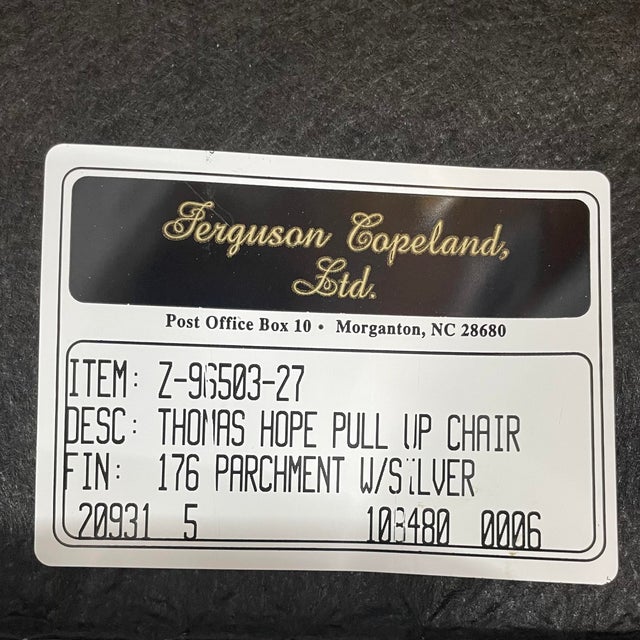 Ferguson Copeland,
Ltd.
Post Office Box 10 • Morganton, NC 28680
ITEM: Z-96503-27
DESC: THOMAS HOPE PULL UP CHAIR
FIN: 176 PARCHMENT W/SILVER
20931 5 103480 0006